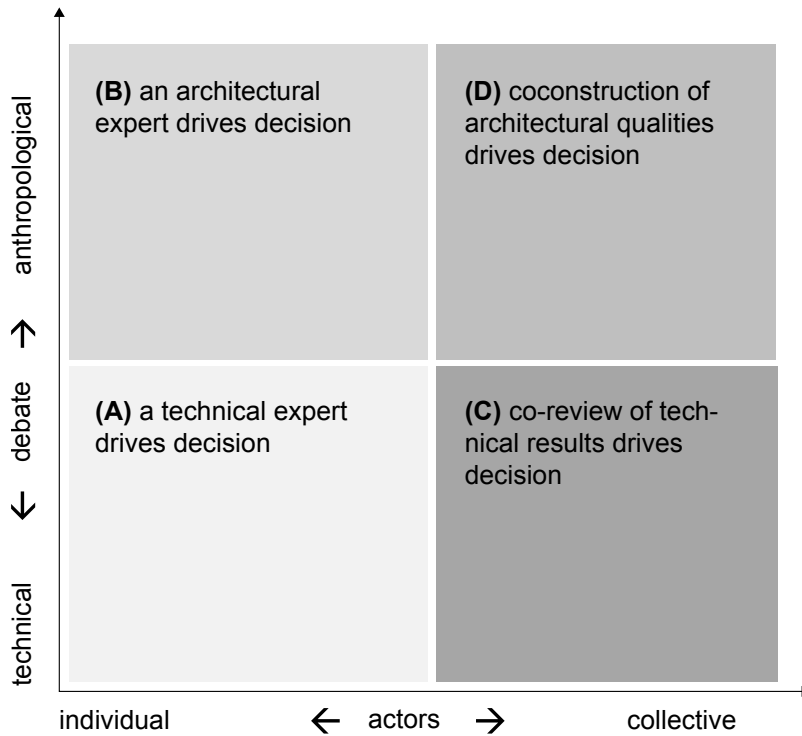 (B) an architectural
expert drives decision
(D) coconstruction of
architectural qualities
drives decision
(A) a technical expert
drives decision
(C) co-review of tech-
nical results drives
decision
anthropological
→
debate
←
technical
individual
← actors →
collective